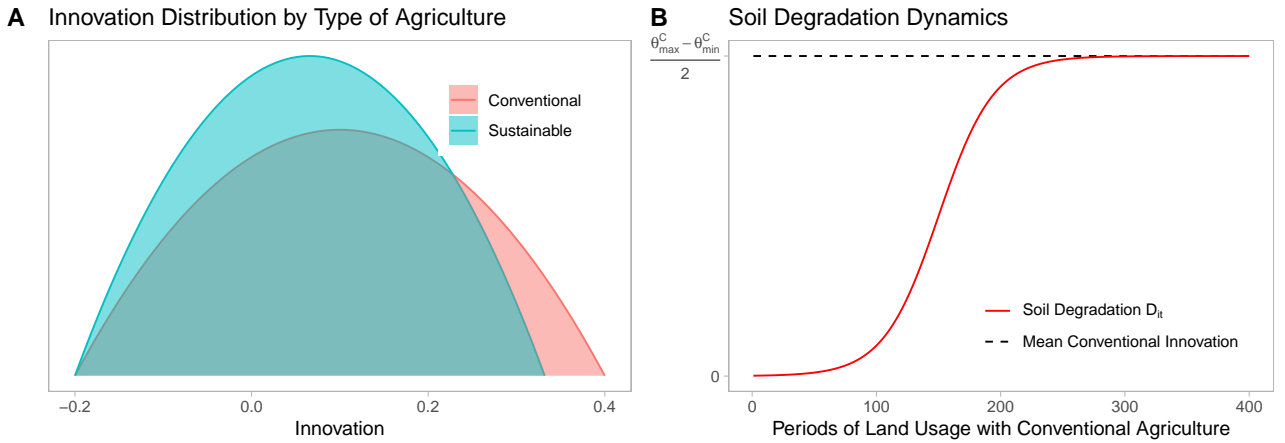 A Innovation Distribution by Type of Agriculture
Conventional
Sustainable
−0.2 0.0 0.2 0.4
Innovation
B Soil Degradation Dynamics
θ^C_max − θ^C_min
2
0
Soil Degradation D_it
Mean Conventional Innovation
0 100 200 300 400
Periods of Land Usage with Conventional Agriculture